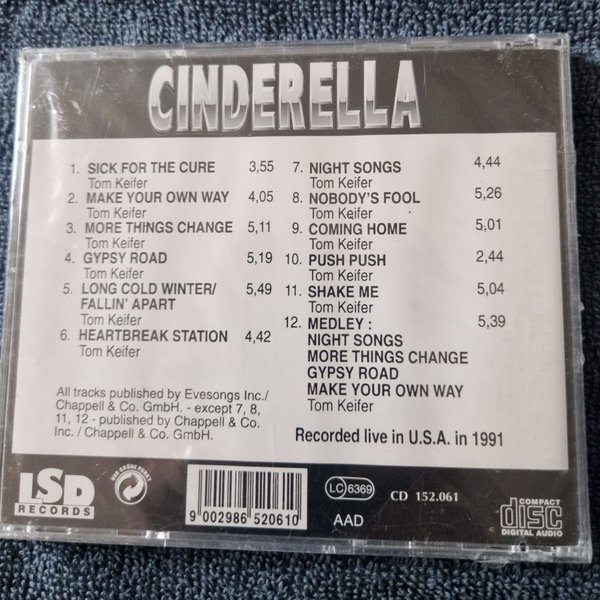 CINDERELLA
1. SICK FOR THE CURE 3,55
Tom Keifer
2. MAKE YOUR OWN WAY 4,05
Tom Keifer
3. MORE THINGS CHANGE 5,11
Tom Keifer
4. GYPSY ROAD 5,19
Tom Keifer
5. LONG COLD WINTER/ 5,49
FALLIN' APART
Tom Keifer
6. HEARTBREAK STATION 4,42
Tom Keifer
All tracks published by Evesongs Inc./
Chappell & Co. GmbH. - except 7, 8,
11, 12 - published by Chappell & Co.
Inc. / Chappell & Co. GmbH.
7. NIGHT SONGS 4,44
Tom Keifer
8. NOBODY'S FOOL 5,26
Tom Keifer
9. COMING HOME 5,01
Tom Keifer
10. PUSH PUSH 2,44
Tom Keifer
11. SHAKE ME 5,04
Tom Keifer
12. MEDLEY : 5,39
NIGHT SONGS
MORE THINGS CHANGE
GYPSY ROAD
MAKE YOUR OWN WAY
Tom Keifer
Recorded live in U.S.A. in 1991
LSD
RECORDS
DER GRÜNE PUNKT
9 002986 520610
LC 6369
AAD
CD 152.061
COMPACT
disc
DIGITAL AUDIO